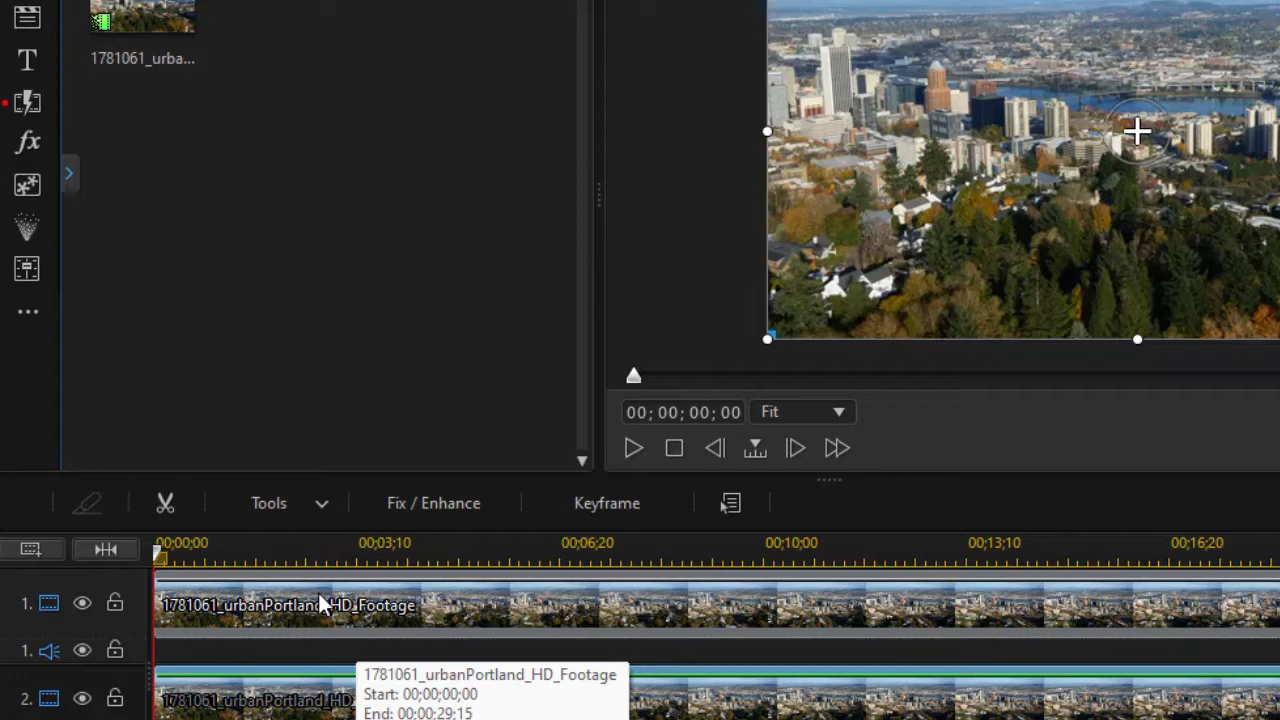 1781061_urba...
T
fx
00; 00; 00; 00
Fit
Tools
Fix / Enhance
Keyframe
00;00;00
00;03;10
00;06;20
00;10;00
00;13;10
00;16;20
1.
1781061_urbanPortland_HD_Footage
1.
2.
1781061_urbanPortland_HD_
1781061_urbanPortland_HD_Footage
Start: 00;00;00;00
End: 00;00;29;15